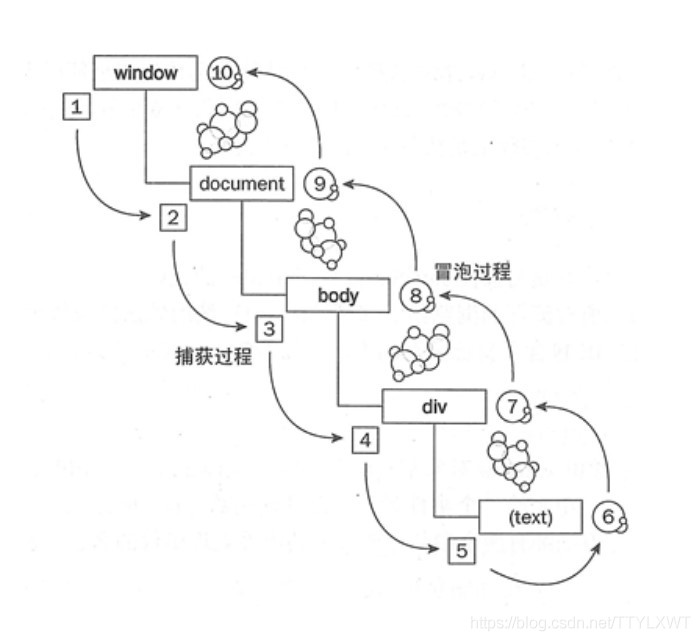 window
10
1
document
9
2
冒泡过程
body
8
3
捕获过程
div
7
4
(text)
6
5
https://blog.csdn.net/TTYLXWT